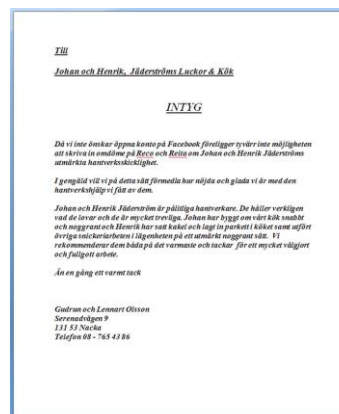 Till
Johan och Henrik, Jäderströms Luckor & Kök
INTYG
Då vi inte önskar öppna konto på Facebook föreligger tyvärr inte möjligheten
att skriva in omdöme på Reco och Reita om Johan och Henrik Jäderströms
utmärkta hantverksskicklighet.
I gengäld vill vi på detta sätt förmedla hur nöjda och glada vi är med den
hantverkshjälp vi fått av dem.
Johan och Henrik Jäderström är pålitliga hantverkare. De håller verkligen
vad de lovar och de är mycket trevliga. Johan har byggt om vårt kök snabbt
och noggrant och Henrik har satt kakel och lagt in parkett i köket samt utfört
övriga snickeriarbeten i lägenheten på ett utmärkt noggrant sätt. Vi
rekommenderar dem båda på det varmaste och tackar för ett mycket välgjort
och fullgott arbete.
Än en gång ett varmt tack
Gudrun och Lennart Olsson
Serenadvägen 9
131 53 Nacka
Telefon 08 - 765 43 86